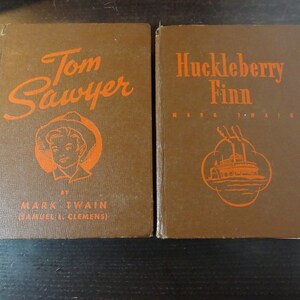 Tom
Sawyer
BY
MARK TWAIN
(SAMUEL L. CLEMENS)
Huckleberry
Finn
MARK TWAIN